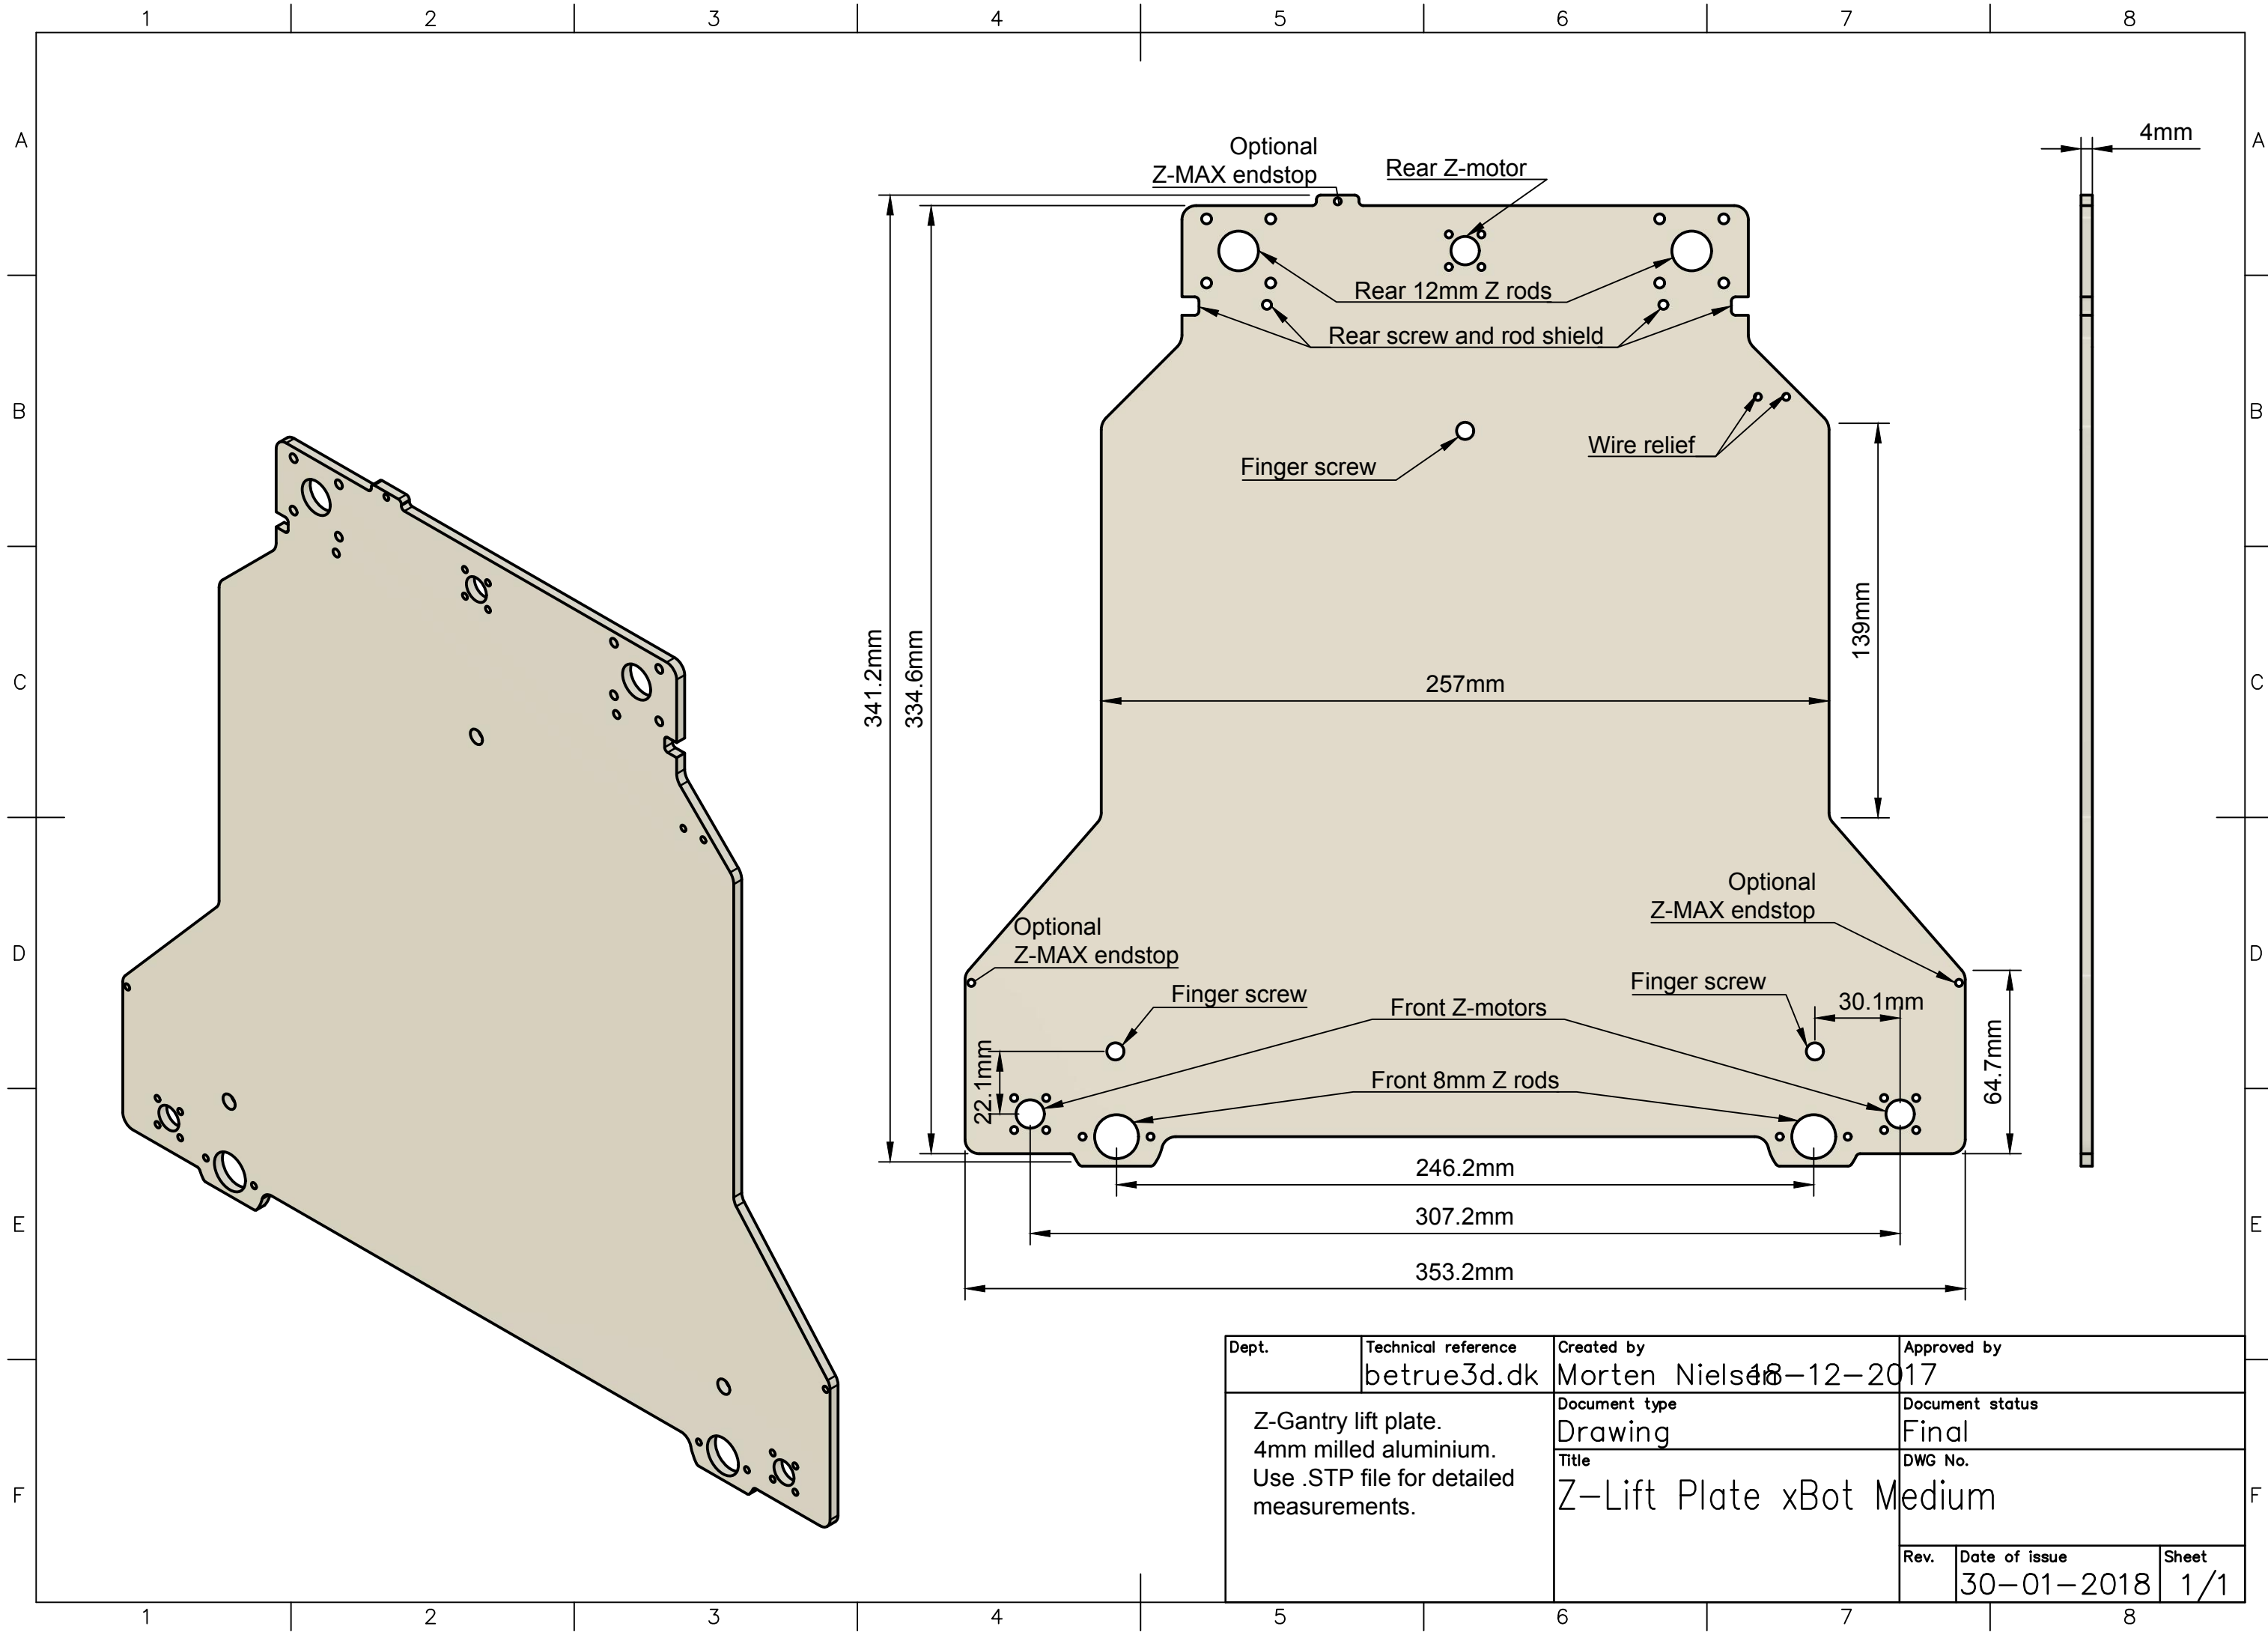 1 2 3 4 5 6 7 8
A A
B B
C C
D D
E E
F F
Optional
Z-MAX endstop
Rear Z-motor
4mm
Rear 12mm Z rods
Rear screw and rod shield
Wire relief
Finger screw
341.2mm
334.6mm
139mm
257mm
Optional
Z-MAX endstop
Optional
Z-MAX endstop
Finger screw
Finger screw
Front Z-motors
30.1mm
22.1mm
64.7mm
Front 8mm Z rods
246.2mm
307.2mm
353.2mm
Dept.
Technical reference
betrue3d.dk
Created by
Morten Nielsen 18-12-2017
Approved by
Z-Gantry lift plate.
4mm milled aluminium.
Use .STP file for detailed
measurements.
Document type
Drawing
Document status
Final
Title
Z-Lift Plate xBot Medium
DWG No.
Rev.
Date of issue
30-01-2018
Sheet
1/1
1 2 3 4 5 6 7 8